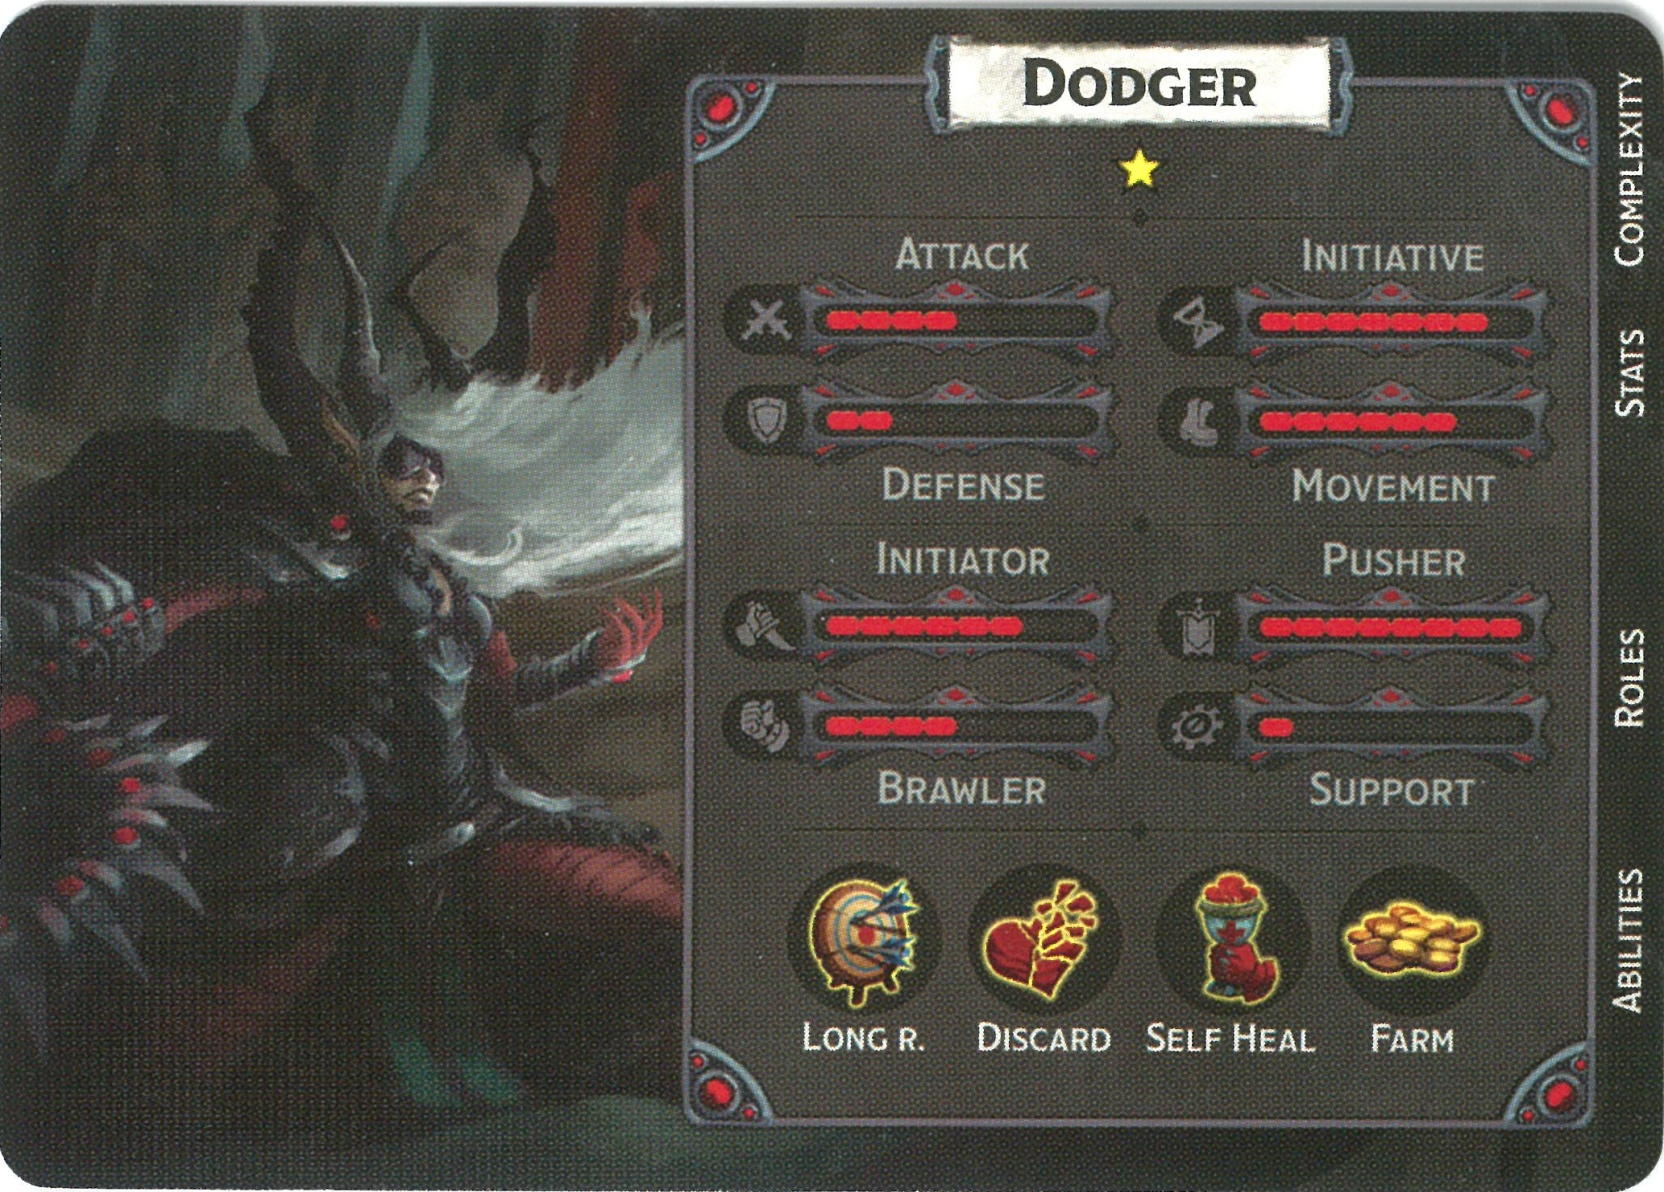 DODGER
ATTACK
INITIATIVE
DEFENSE
MOVEMENT
INITIATOR
PUSHER
BRAWLER
SUPPORT
LONG R.
DISCARD
SELF HEAL
FARM
COMPLEXITY
STATS
ROLES
ABILITIES